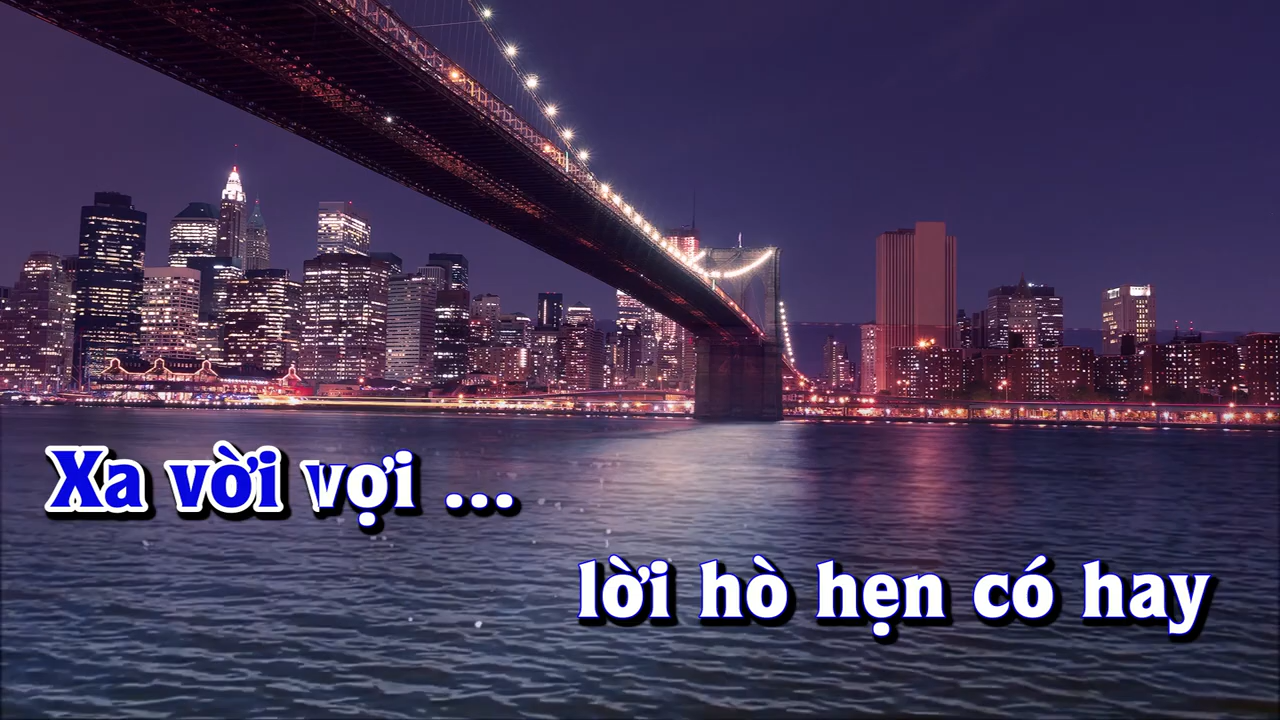 Xa vời vợi ...
lời hò hẹn có hay